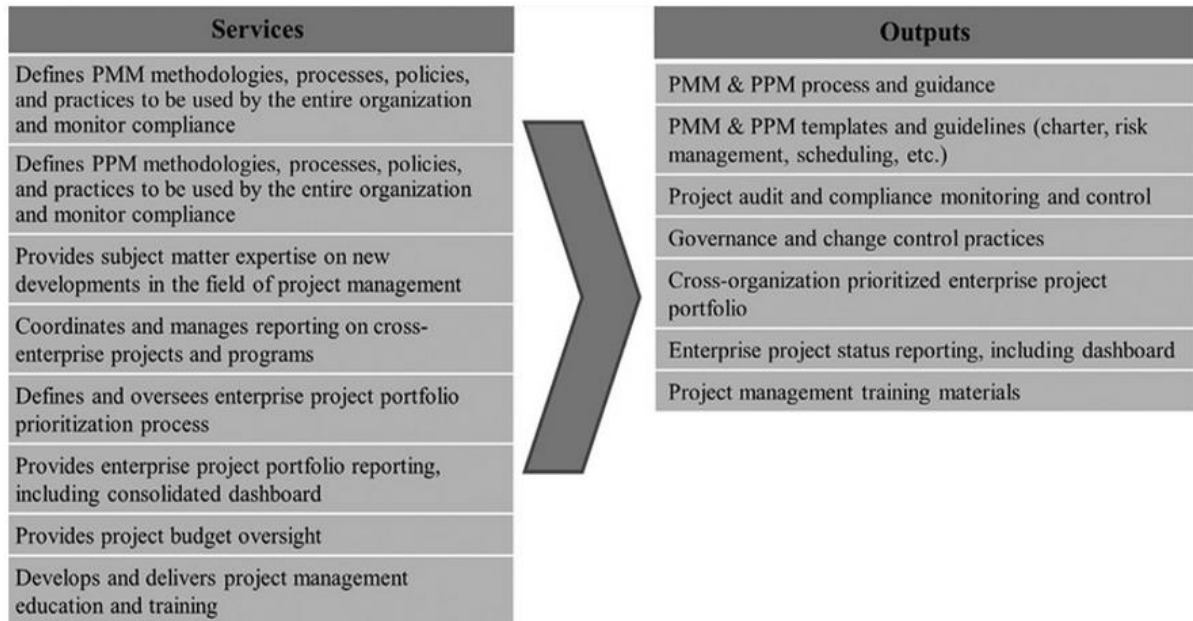 Services
Defines PMM methodologies, processes, policies,
and practices to be used by the entire organization
and monitor compliance
Defines PPM methodologies, processes, policies,
and practices to be used by the entire organization
and monitor compliance
Provides subject matter expertise on new
developments in the field of project management
Coordinates and manages reporting on cross-
enterprise projects and programs
Defines and oversees enterprise project portfolio
prioritization process
Provides enterprise project portfolio reporting,
including consolidated dashboard
Provides project budget oversight
Develops and delivers project management
education and training
Outputs
PMM & PPM process and guidance
PMM & PPM templates and guidelines (charter, risk
management, scheduling, etc.)
Project audit and compliance monitoring and control
Governance and change control practices
Cross-organization prioritized enterprise project
portfolio
Enterprise project status reporting, including dashboard
Project management training materials